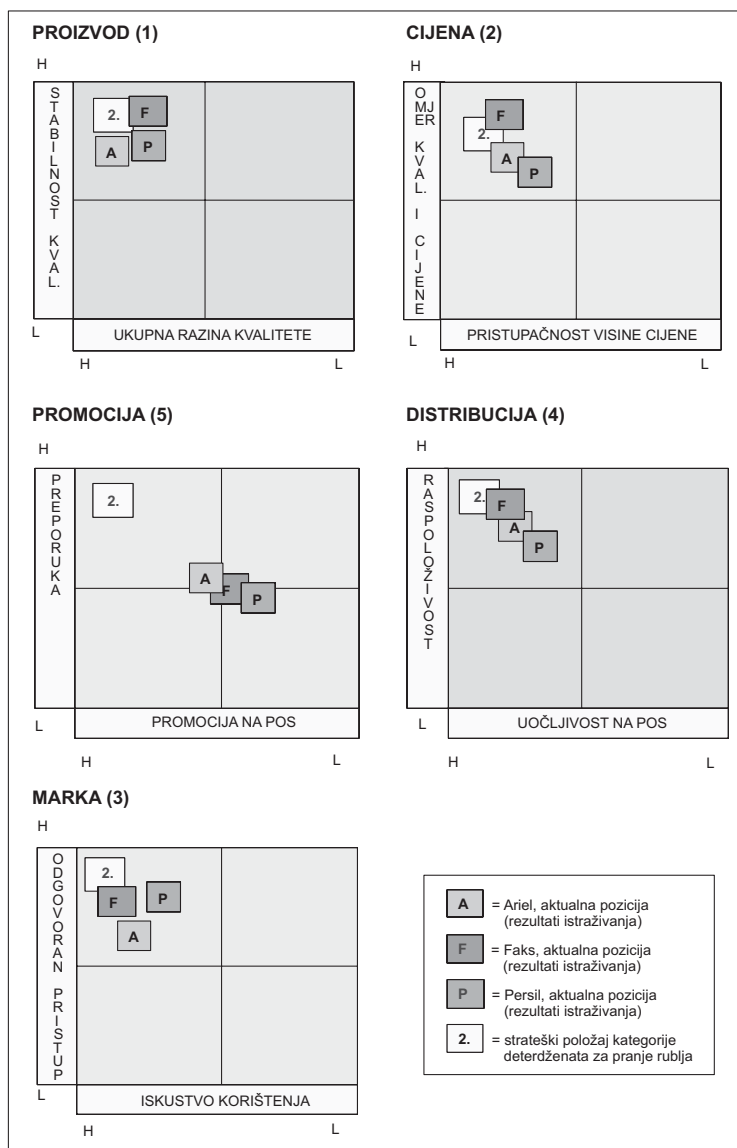 PROIZVOD (1)
H
STABILNOST KVAL.
2.
F
A
P
L
UKUPNA RAZINA KVALITETE
H
L
CIJENA (2)
H
OMJER KVAL. I CIJENE
F
2.
A
P
L
PRISTUPAČNOST VISINE CIJENE
H
L
PROMOCIJA (5)
H
PREPORUKA
2.
A
F
P
L
PROMOCIJA NA POS
H
L
DISTRIBUCIJA (4)
H
RASPOLOŽIVOST
2.
F
A
P
L
UOČLJIVOST NA POS
H
L
MARKA (3)
H
ODGOVORAN PRISTUP
2.
F
P
A
L
ISKUSTVO KORIŠTENJA
H
L
A = Ariel, aktualna pozicija
(rezultati istraživanja)
F = Faks, aktualna pozicija
(rezultati istraživanja)
P = Persil, aktualna pozicija
(rezultati istraživanja)
2. = strateški položaj kategorije
deterdženata za pranje rublja